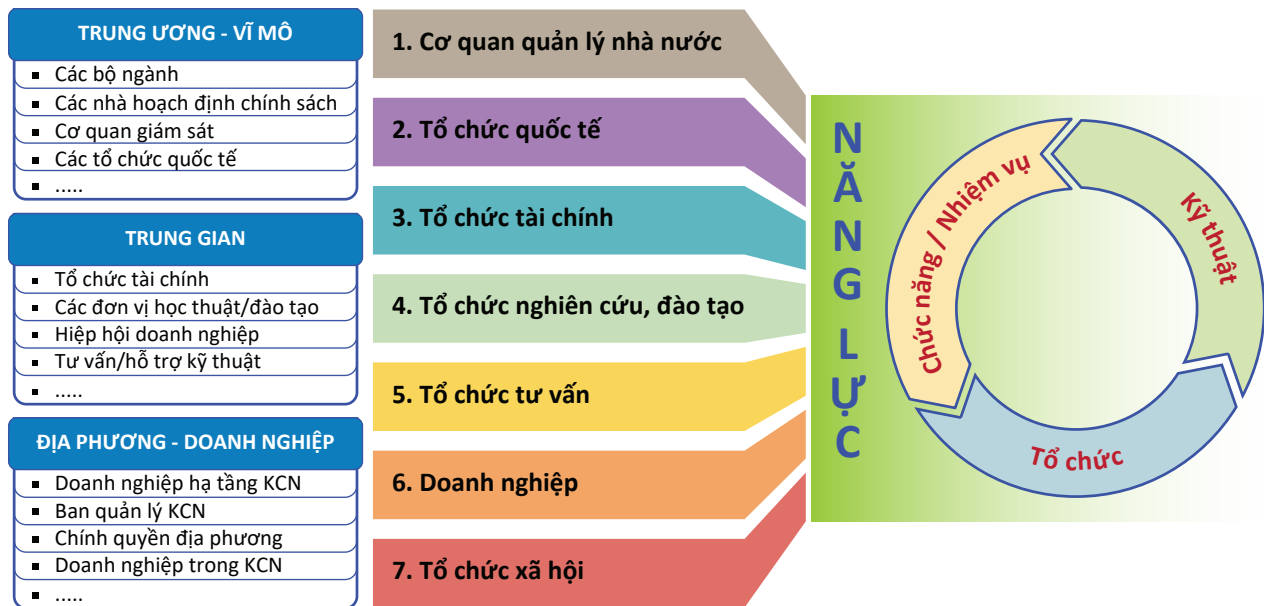 TRUNG ƯƠNG - VĨ MÔ
▪ Các bộ ngành
▪ Các nhà hoạch định chính sách
▪ Cơ quan giám sát
▪ Các tổ chức quốc tế
▪ .....
TRUNG GIAN
▪ Tổ chức tài chính
▪ Các đơn vị học thuật/đào tạo
▪ Hiệp hội doanh nghiệp
▪ Tư vấn/hỗ trợ kỹ thuật
▪ .....
ĐỊA PHƯƠNG - DOANH NGHIỆP
▪ Doanh nghiệp hạ tầng KCN
▪ Ban quản lý KCN
▪ Chính quyền địa phương
▪ Doanh nghiệp trong KCN
▪ .....
1. Cơ quan quản lý nhà nước
2. Tổ chức quốc tế
3. Tổ chức tài chính
4. Tổ chức nghiên cứu, đào tạo
5. Tổ chức tư vấn
6. Doanh nghiệp
7. Tổ chức xã hội
NĂNG LỰC
Chức năng / Nhiệm vụ
Kỹ thuật
Tổ chức